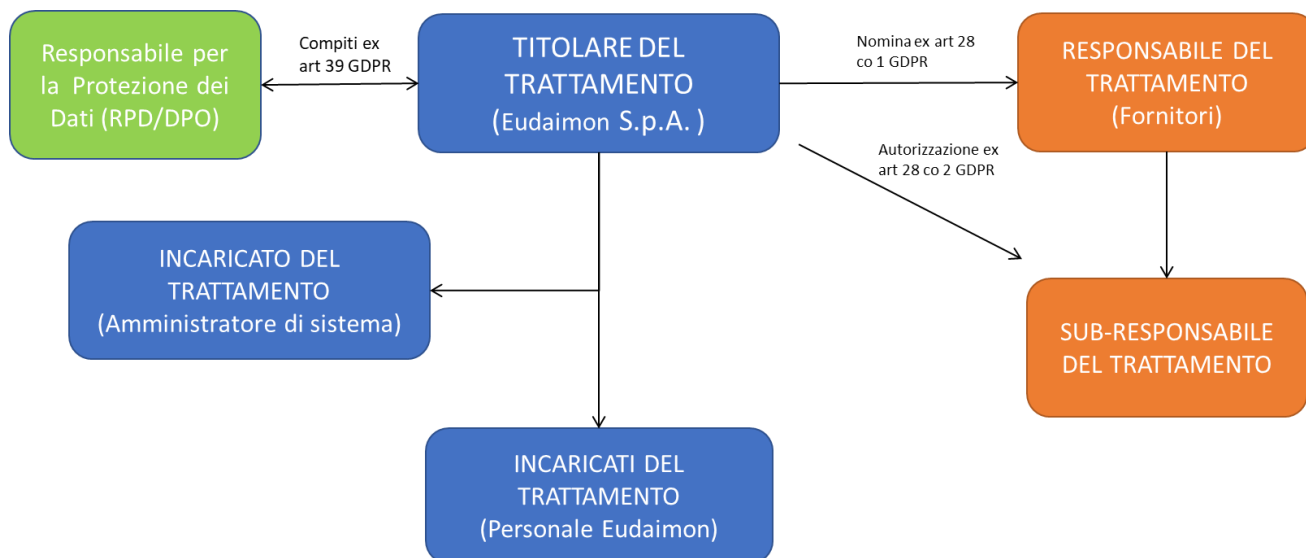 Responsabile per
la Protezione dei
Dati (RPD/DPO)
Compiti ex
art 39 GDPR
TITOLARE DEL
TRATTAMENTO
(Eudaimon S.p.A. )
Nomina ex art 28
co 1 GDPR
RESPONSABILE DEL
TRATTAMENTO
(Fornitori)
Autorizzazione ex
art 28 co 2 GDPR
INCARICATO DEL
TRATTAMENTO
(Amministratore di sistema)
SUB-RESPONSABILE
DEL TRATTAMENTO
INCARICATI DEL
TRATTAMENTO
(Personale Eudaimon)